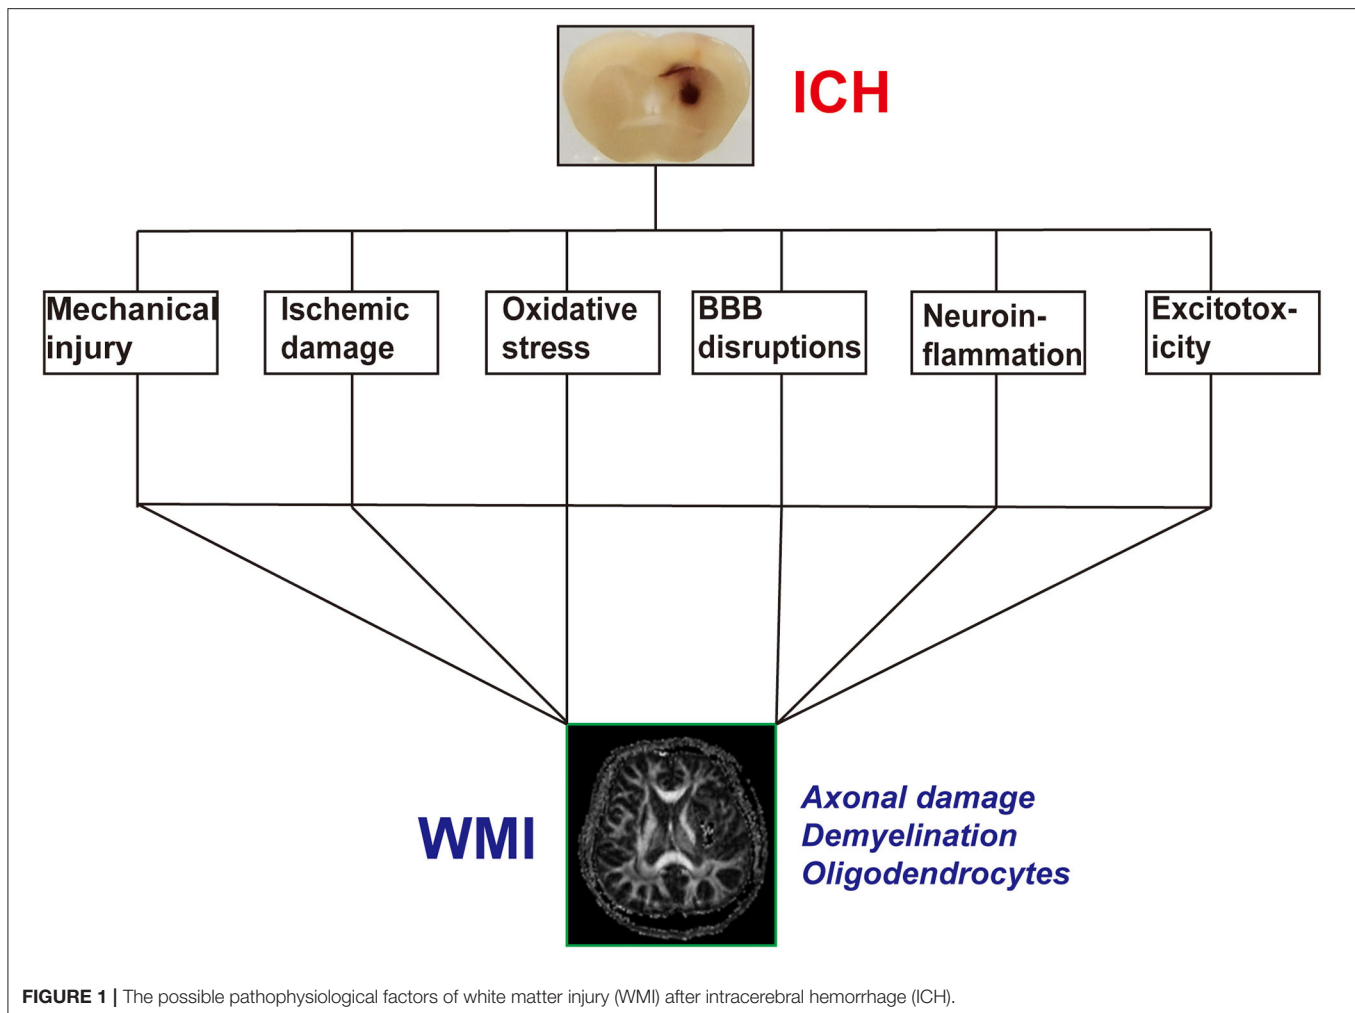 ICH
Mechanical
injury
Ischemic
damage
Oxidative
stress
BBB
disruptions
Neuroin-
flammation
Excitotox-
icity
WMI
Axonal damage
Demyelination
Oligodendrocytes
FIGURE 1 | The possible pathophysiological factors of white matter injury (WMI) after intracerebral hemorrhage (ICH).